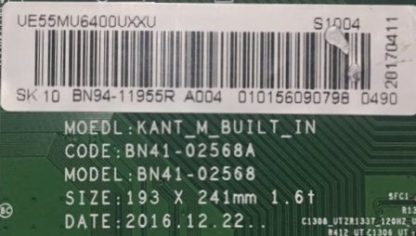 UE55MU6400UXXU S1004
20170411
SK 10 BN94-11955R A004 010156090798 0490
MOEDL:KANT_M_BUILT_IN
CODE:BN41-02568A
MODEL:BN41-02568
SIZE:193 X 241mm 1.6t
DATE:2016.12.22..
SFC1